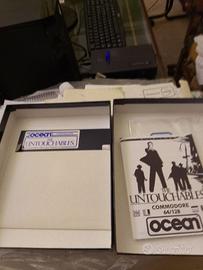 ocean
THE
UNTOUCHABLES
THE
UNTOUCHABLES
COMMODORE
64/128
ocean